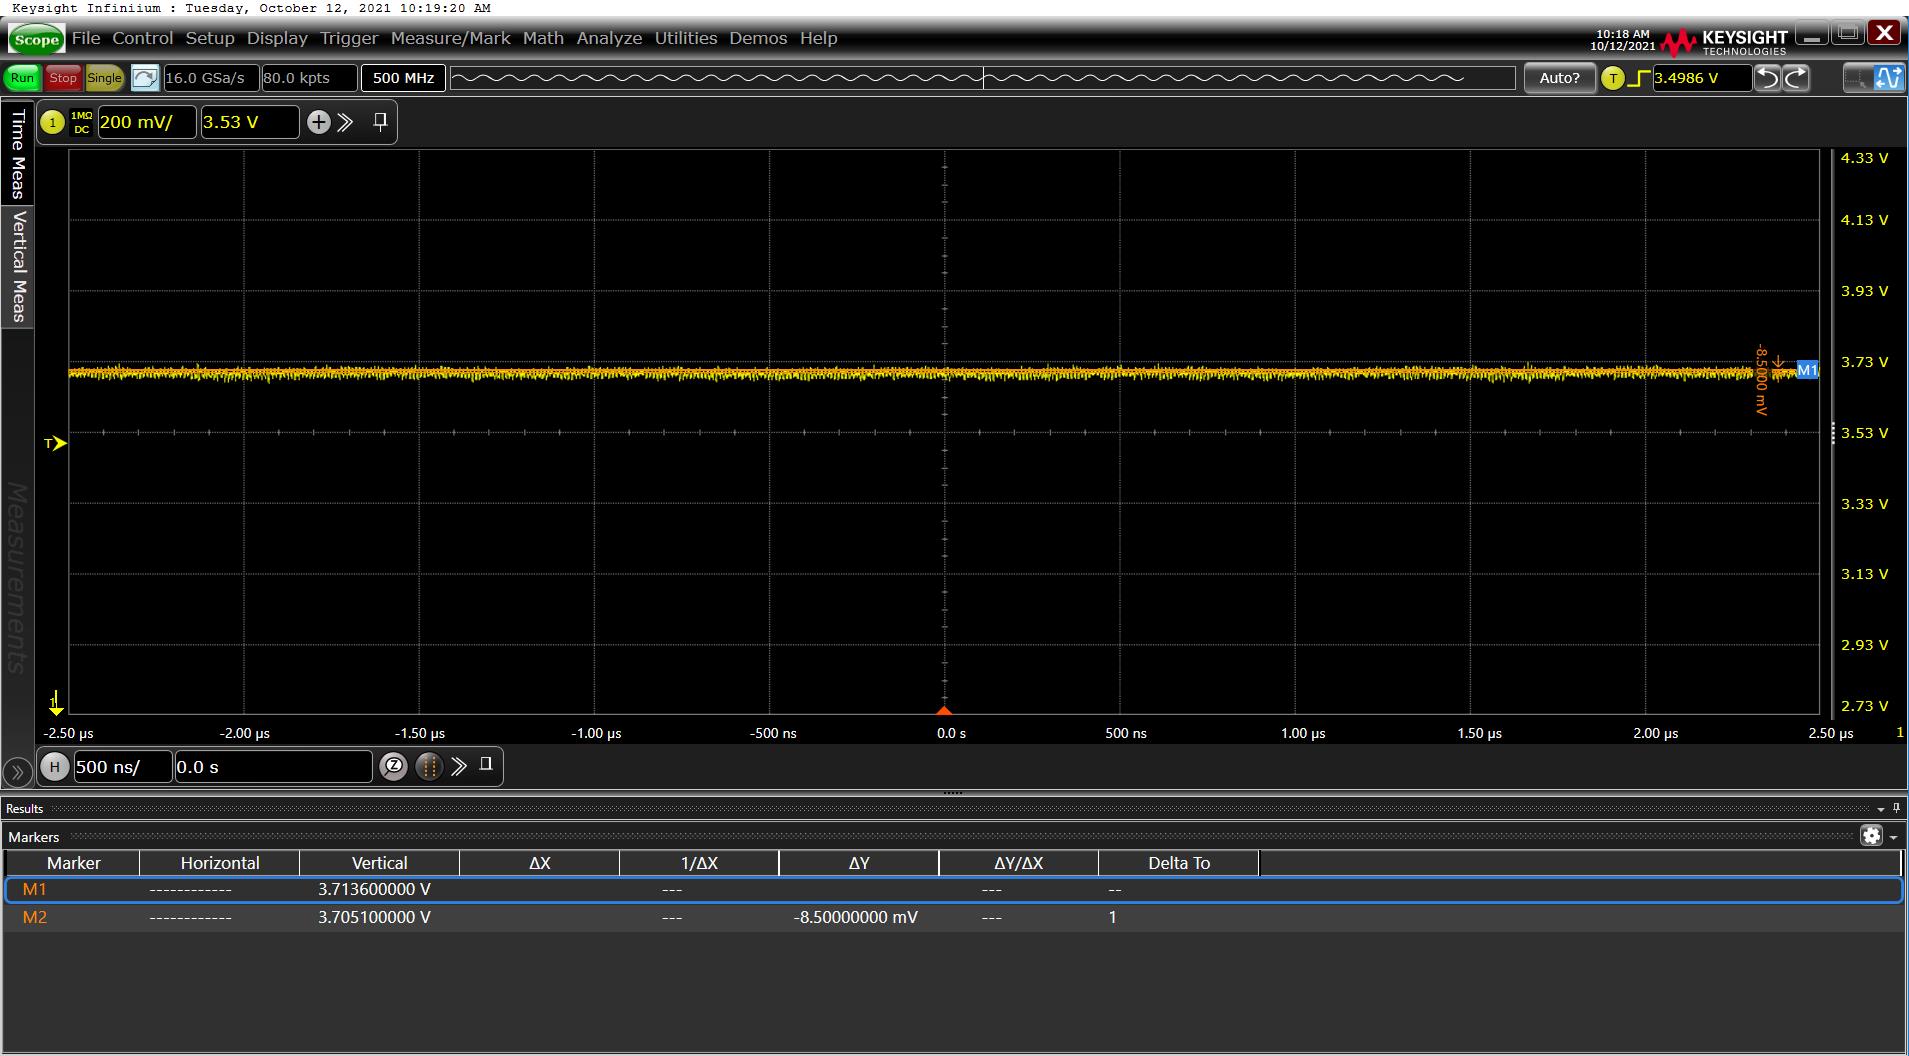 Keysight Infiniium : Tuesday, October 12, 2021 10:19:20 AM
Scope File Control Setup Display Trigger Measure/Mark Math Analyze Utilities Demos Help
10:18 AM
10/12/2021
KEYSIGHT
TECHNOLOGIES
Run Stop Single 16.0 GSa/s 80.0 kpts 500 MHz Auto? T 3.4986 V
Time Meas
Vertical Meas
Measurements
1 1MΩ DC 200 mV/ 3.53 V
4.33 V
4.13 V
3.93 V
3.73 V
3.53 V
3.33 V
3.13 V
2.93 V
2.73 V
-8.5000 mV
M1
T
1
-2.50 µs -2.00 µs -1.50 µs -1.00 µs -500 ns 0.0 s 500 ns 1.00 µs 1.50 µs 2.00 µs 2.50 µs 1
H 500 ns/ 0.0 s Z
Results
Markers
Marker Horizontal Vertical ΔX 1/ΔX ΔY ΔY/ΔX Delta To
M1 ------------ 3.713600000 V --- --- --
M2 ------------ 3.705100000 V --- -8.50000000 mV --- 1